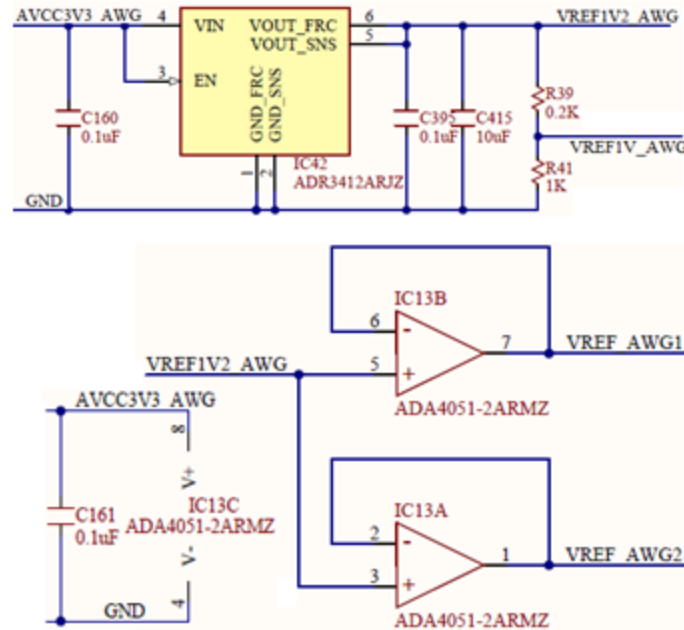 AVCC3V3_AWG
4
VIN
VOUT_FRC
6
VREF1V2_AWG
VOUT_SNS
5
3
EN
GND_FRC
GND_SNS
C160
0.1uF
C395
0.1uF
C415
10uF
R39
0.2K
VREF1V_AWG
R41
1K
1
2
IC42
ADR3412ARJZ
GND
IC13B
6
-
7
VREF_AWG1
VREF1V2_AWG
5
+
ADA4051-2ARMZ
AVCC3V3_AWG
8
V+
IC13C
ADA4051-2ARMZ
C161
0.1uF
V-
4
GND
IC13A
2
-
1
VREF_AWG2
3
+
ADA4051-2ARMZ